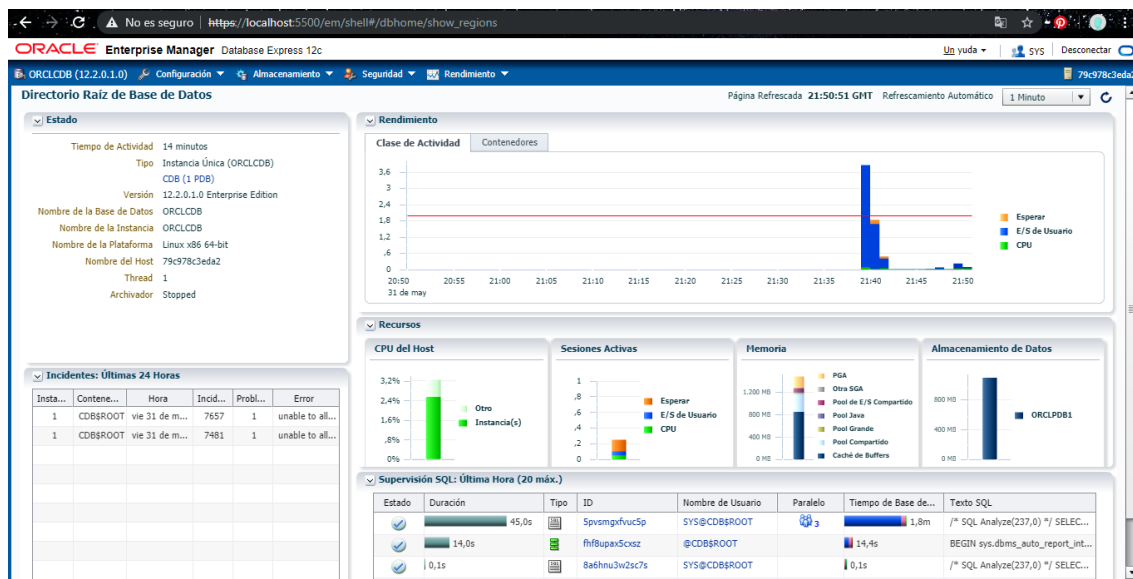 No es seguro | https://localhost:5500/em/shell#/dbhome/show_regions
ORACLE Enterprise Manager Database Express 12c
Un yuda
SYS
Desconectar
ORCLCDB (12.2.0.1.0)
Configuración
Almacenamiento
Seguridad
Rendimiento
79c978c3eda2
Directorio Raíz de Base de Datos
Página Refrescada 21:50:51 GMT
Refrescamiento Automático
1 Minuto
Estado
Tiempo de Actividad 14 minutos
Tipo Instancia Única (ORCLCDB)
CDB (1 PDB)
Versión 12.2.0.1.0 Enterprise Edition
Nombre de la Base de Datos ORCLCDB
Nombre de la Instancia ORCLCDB
Nombre de la Plataforma Linux x86 64-bit
Nombre del Host 79c978c3eda2
Thread 1
Archivador Stopped
Rendimiento
Clase de Actividad
Contenedores
3.6
3
2,4
1,8
1,2
,6
0
20:50 20:55 21:00 21:05 21:10 21:15 21:20 21:25 21:30 21:35 21:40 21:45 21:50
31 de may
Esperar
E/S de Usuario
CPU
Recursos
CPU del Host
3.2%
2.4%
1.6%
.8%
0%
Otro
Instancia(s)
Sesiones Activas
1
,8
,6
,4
,2
0
Esperar
E/S de Usuario
CPU
Memoria
1.200 MB
800 MB
400 MB
0 MB
PGA
Otra SGA
Pool de E/S Compartido
Pool Java
Pool Grande
Pool Compartido
Caché de Buffers
Almacenamiento de Datos
800 MB
400 MB
0 MB
ORCLPDB1
Incidentes: Últimas 24 Horas
Insta... Contene... Hora Incid... Probl... Error
1 CDB$ROOT vie 31 de m... 7657 1 unable to all...
1 CDB$ROOT vie 31 de m... 7481 1 unable to all...
Supervisión SQL: Última Hora (20 máx.)
Estado Duración Tipo ID Nombre de Usuario Paralelo Tiempo de Base de... Texto SQL
45,0s 5pvsmgxfvuc5p SYS@CDB$ROOT 3 1,8m /* SQL Analyze(237,0) */ SELEC...
14,0s fhf8upax5cxsz @CDB$ROOT 14,4s BEGIN sys.dbms_auto_report_int...
0,1s 8a6hnu3w2sc7s SYS@CDB$ROOT 0,1s /* SQL Analyze(237,0) */ SELEC...